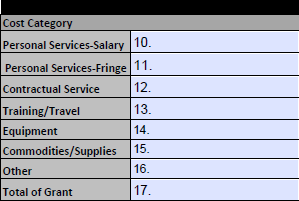 Cost Category
Personal Services-Salary 10.
Personal Services-Fringe 11.
Contractual Service 12.
Training/Travel 13.
Equipment 14.
Commodities/Supplies 15.
Other 16.
Total of Grant 17.